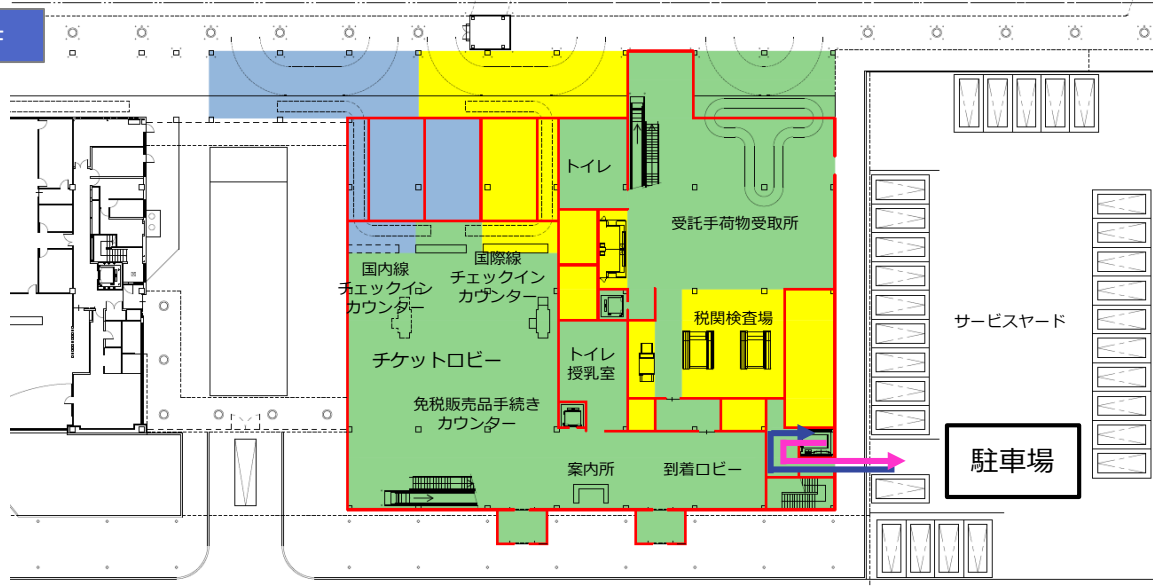 トイレ
受託手荷物受取所
国内線
チェックイン
カウンター
国際線
チェックイン
カウンター
税関検査場
サービスヤード
チケットロビー
トイレ
授乳室
免税販売品手続き
カウンター
案内所
到着ロビー
駐車場